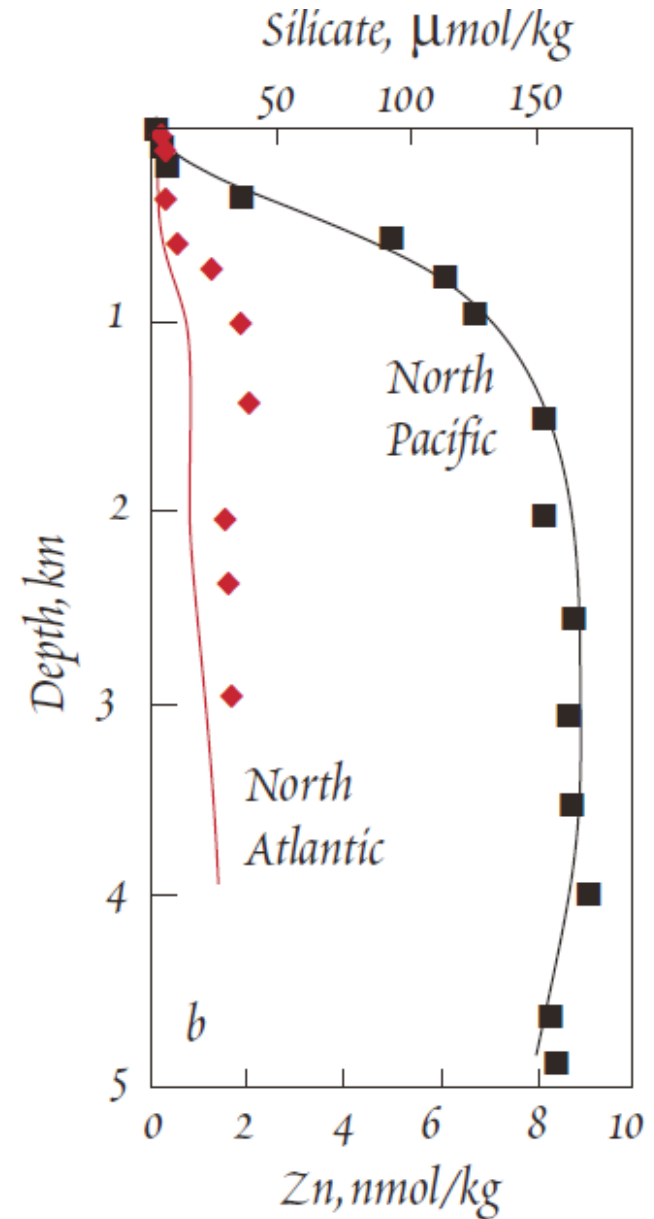 Silicate, µmol/kg
50 100 150
1
North
Pacific
2
Depth, km
3
North
Atlantic
4
b
5
0 2 4 6 8 10
Zn, nmol/kg